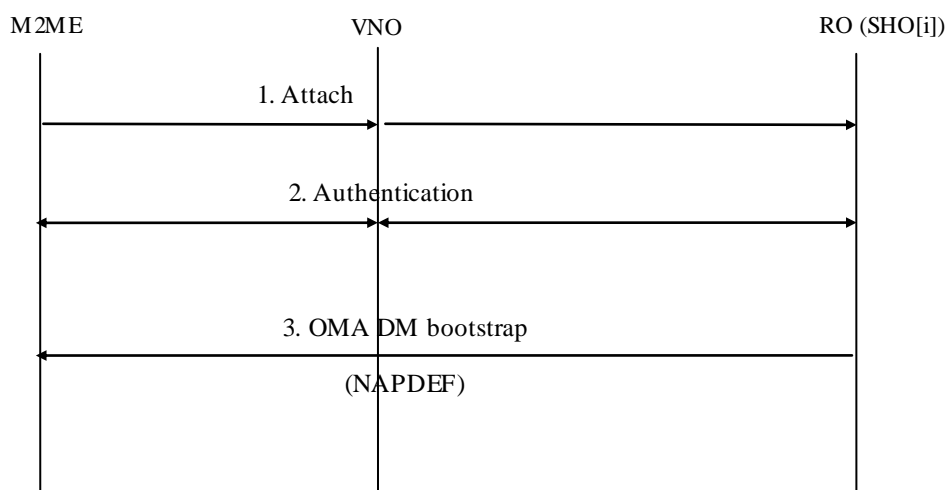 M2ME
VNO
RO (SHO[i])
1. Attach
2. Authentication
3. OMA DM bootstrap
(NAPDEF)